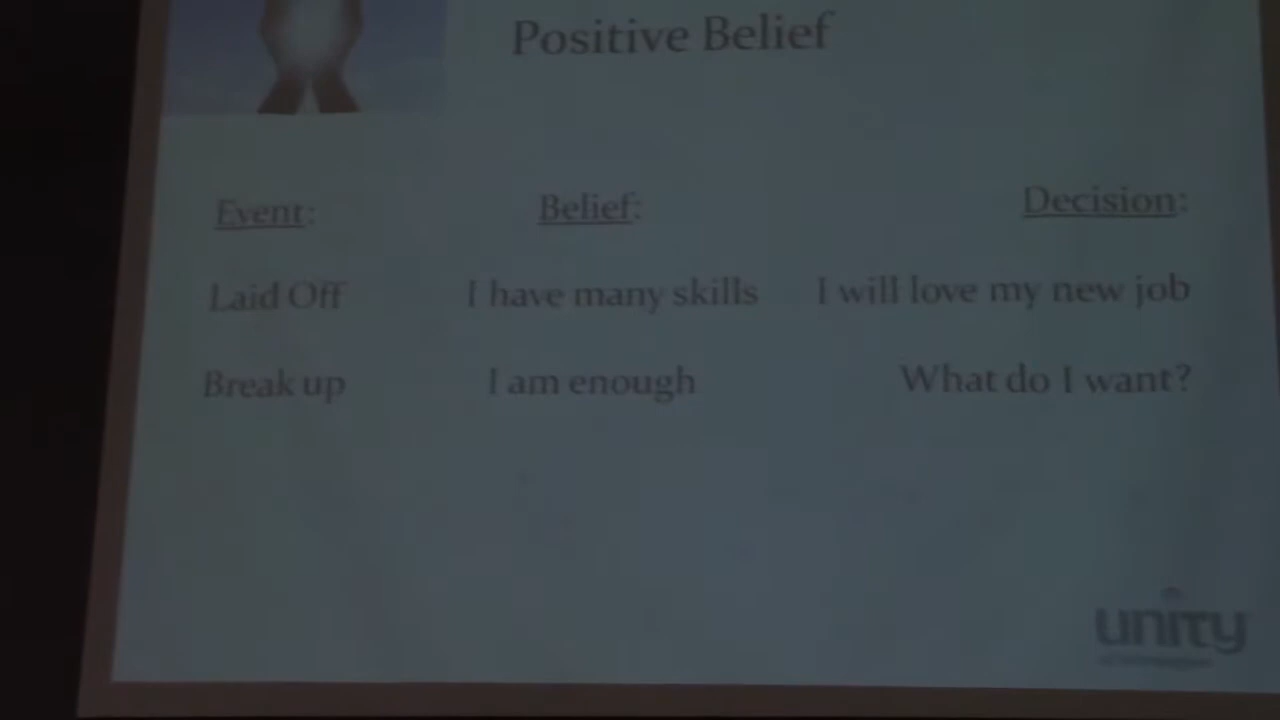 Positive Belief
Event: Belief: Decision:
Laid Off I have many skills I will love my new job
Break up I am enough What do I want?
unity